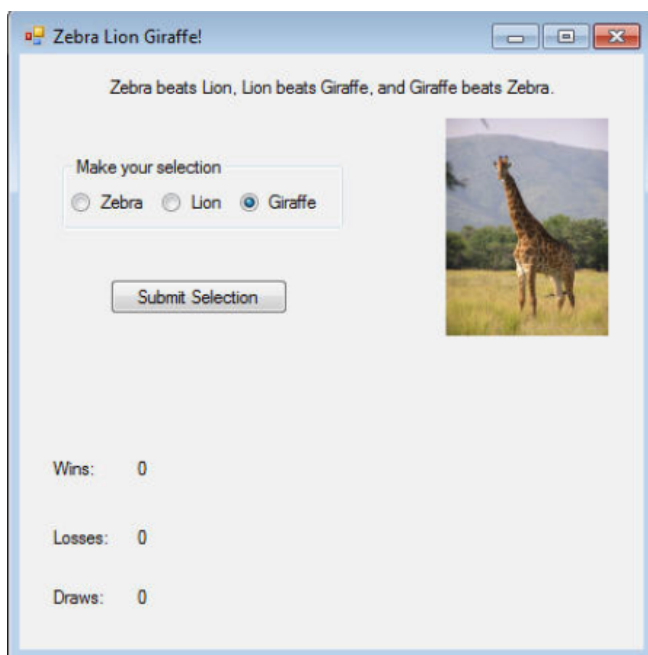 Zebra Lion Giraffe!
Zebra beats Lion, Lion beats Giraffe, and Giraffe beats Zebra.
Make your selection
Zebra Lion Giraffe
Submit Selection
Wins: 0
Losses: 0
Draws: 0